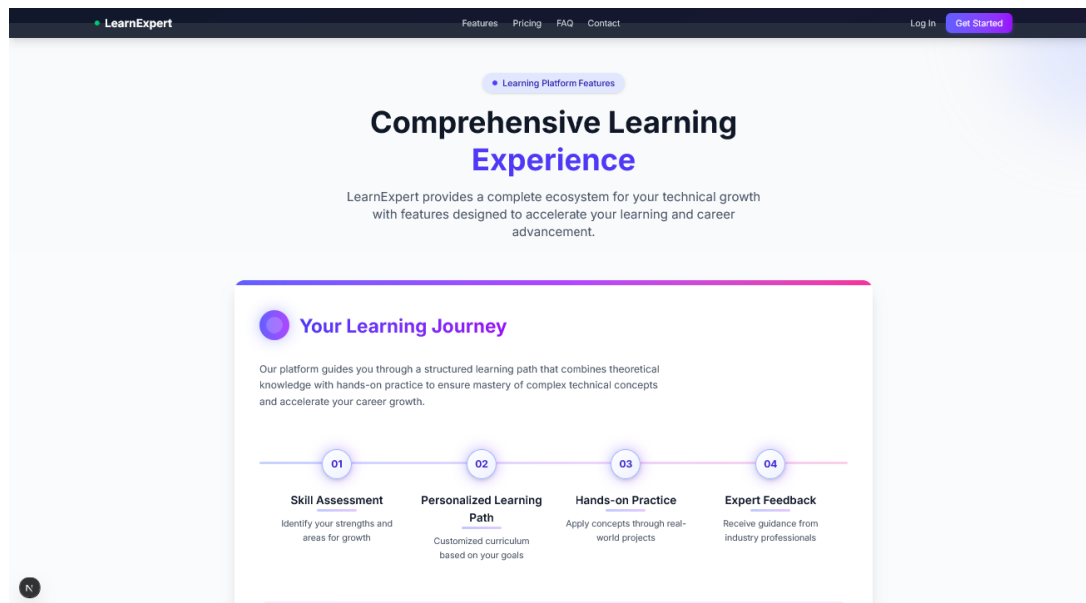 LearnExpert
Features
Pricing
FAQ
Contact
Log In
Get Started
Learning Platform Features
Comprehensive Learning
Experience
LearnExpert provides a complete ecosystem for your technical growth
with features designed to accelerate your learning and career
advancement.
Your Learning Journey
Our platform guides you through a structured learning path that combines theoretical
knowledge with hands-on practice to ensure mastery of complex technical concepts
and accelerate your career growth.
01
Skill Assessment
Identify your strengths and
areas for growth
02
Personalized Learning
Path
Customized curriculum
based on your goals
03
Hands-on Practice
Apply concepts through real-
world projects
04
Expert Feedback
Receive guidance from
industry professionals
N